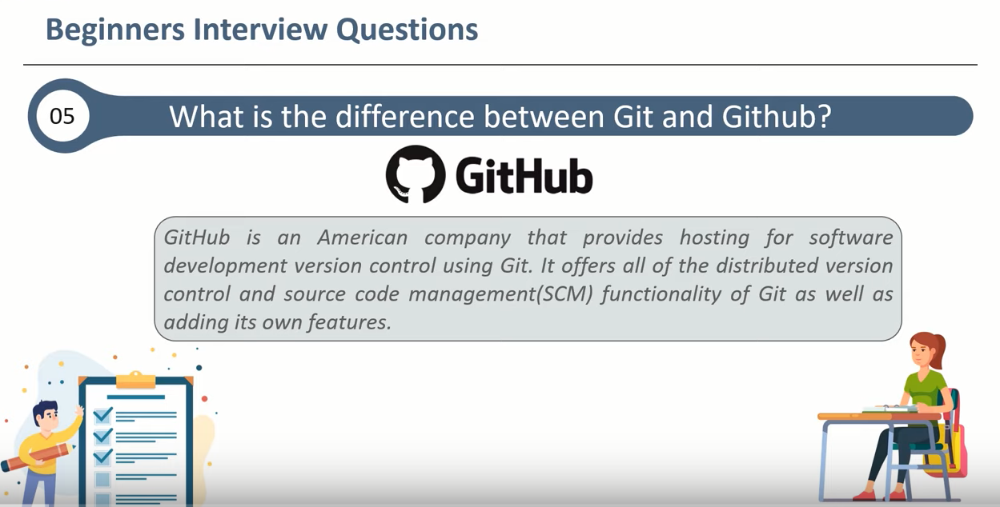 Beginners Interview Questions
05
What is the difference between Git and Github?
GitHub
GitHub is an American company that provides hosting for software
development version control using Git. It offers all of the distributed version
control and source code management(SCM) functionality of Git as well as
adding its own features.